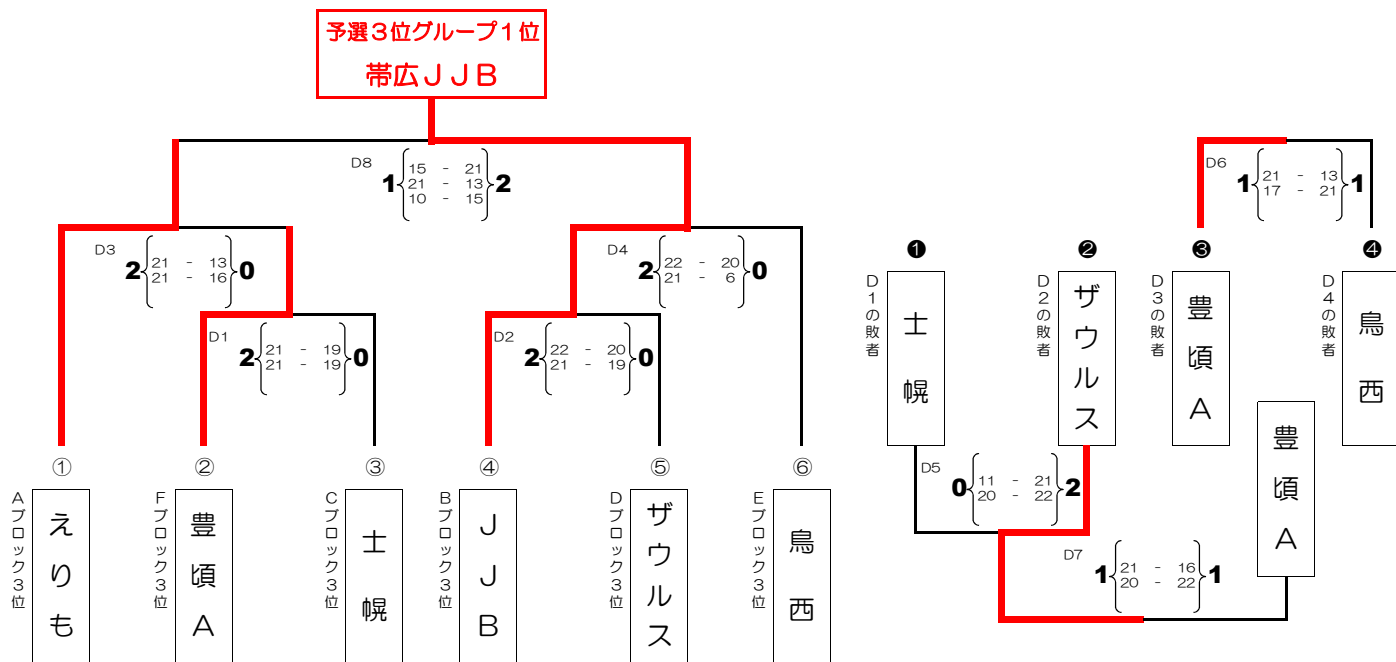 予選３位グループ１位
帯広ＪＪＢ
D8
1 15 - 21 2
21 - 13
10 - 15
D3
2 21 - 13 0
21 - 16
D4
2 22 - 20 0
21 - 6
D1
2 21 - 19 0
21 - 19
D2
2 22 - 20 0
21 - 19
①
②
③
④
⑤
⑥
Aブロック3位
えりも
Fブロック3位
豊頃A
Cブロック3位
士幌
Bブロック3位
JJB
Dブロック3位
ザウルス
Eブロック3位
鳥西
D6
1 21 - 13 1
17 - 21
❶
❷
❸
❹
D1の敗者
士幌
D2の敗者
ザウルス
D3の敗者
豊頃A
D4の敗者
鳥西
豊頃A
D5
0 11 - 21 2
20 - 22
D7
1 21 - 16 1
20 - 22